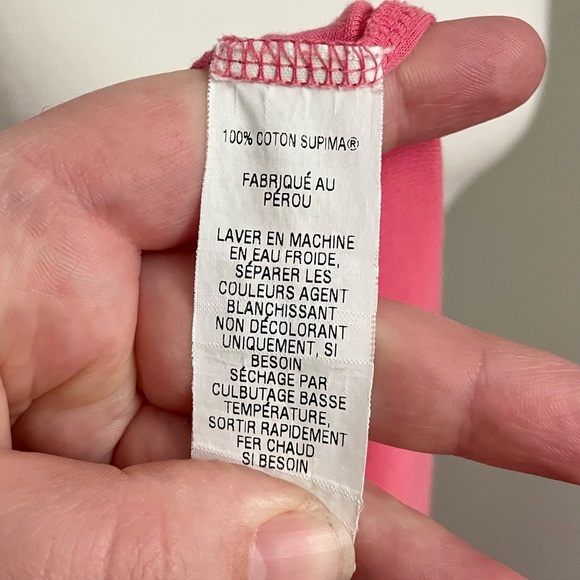 100% COTON SUPIMA®
FABRIQUÉ AU
PÉROU
LAVER EN MACHINE
EN EAU FROIDE,
SÉPARER LES
COULEURS AGENT
BLANCHISSANT
NON DÉCOLORANT
UNIQUEMENT, SI
BESOIN
SÉCHAGE PAR
CULBUTAGE BASSE
TEMPÉRATURE,
SORTIR RAPIDEMENT
FER CHAUD
SI BESOIN